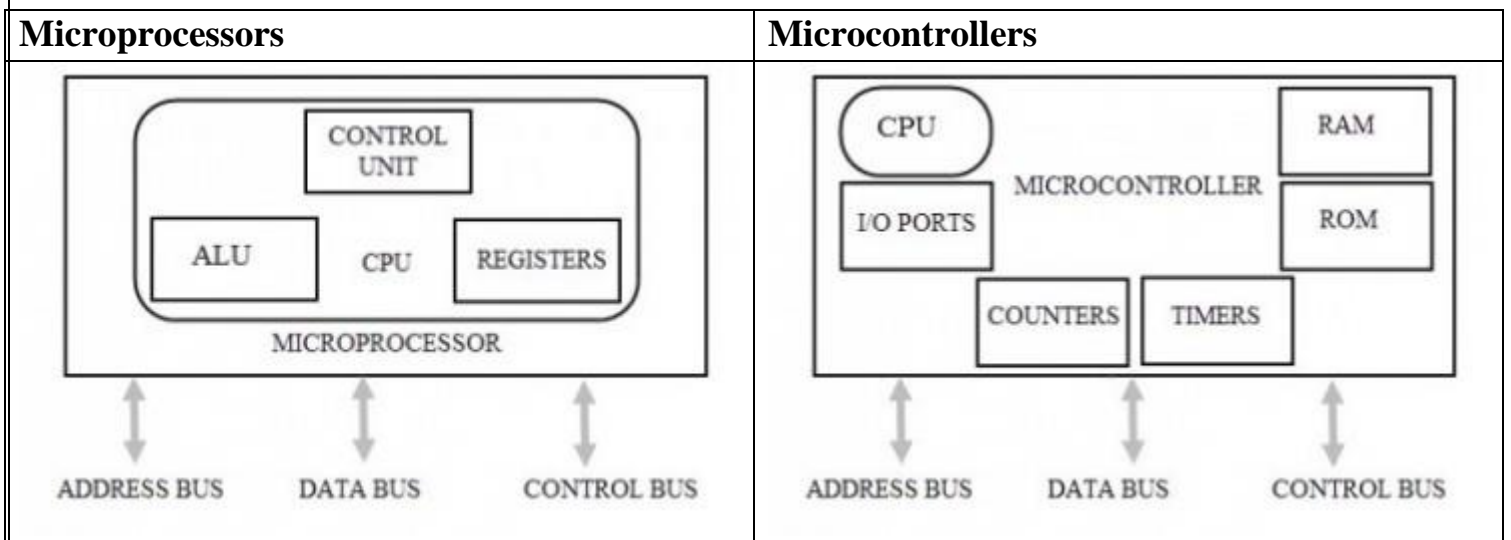 Microprocessors
CONTROL
UNIT
ALU
CPU
REGISTERS
MICROPROCESSOR
ADDRESS BUS
DATA BUS
CONTROL BUS
Microcontrollers
CPU
RAM
MICROCONTROLLER
I/O PORTS
ROM
COUNTERS
TIMERS
ADDRESS BUS
DATA BUS
CONTROL BUS